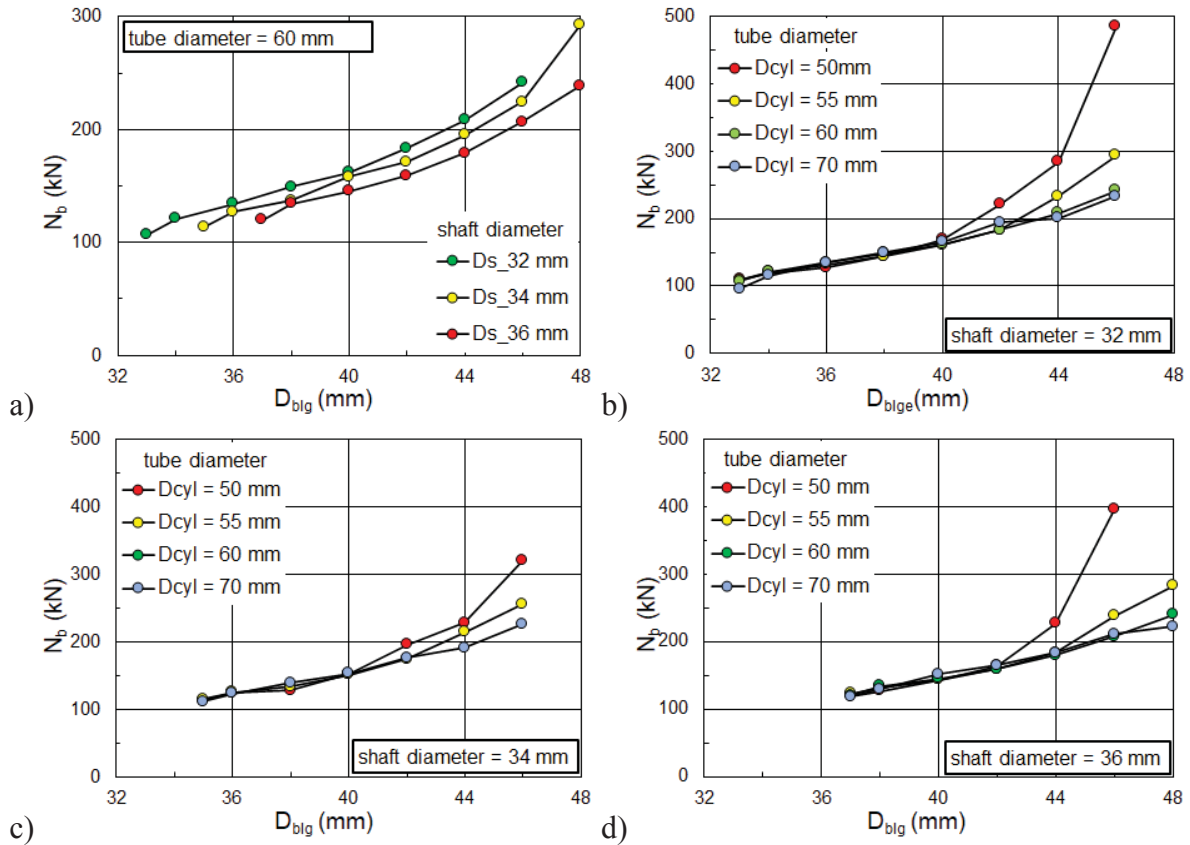 300
tube diameter = 60 mm
200
100
0
N_b (kN)
shaft diameter
Ds_32 mm
Ds_34 mm
Ds_36 mm
32 36 40 44 48
D_blg (mm)
a)
500
400
300
200
100
0
N_b (kN)
tube diameter
Dcyl = 50mm
Dcyl = 55 mm
Dcyl = 60 mm
Dcyl = 70 mm
shaft diameter = 32 mm
32 36 40 44 48
D_blge(mm)
b)
500
400
300
200
100
0
N_b (kN)
tube diameter
Dcyl = 50 mm
Dcyl = 55 mm
Dcyl = 60 mm
Dcyl = 70 mm
shaft diameter = 34 mm
32 36 40 44 48
D_blg (mm)
c)
500
400
300
200
100
0
N_b (kN)
tube diameter
Dcyl = 50 mm
Dcyl = 55 mm
Dcyl = 60 mm
Dcyl = 70 mm
shaft diameter = 36 mm
32 36 40 44 48
D_blge (mm)
d)